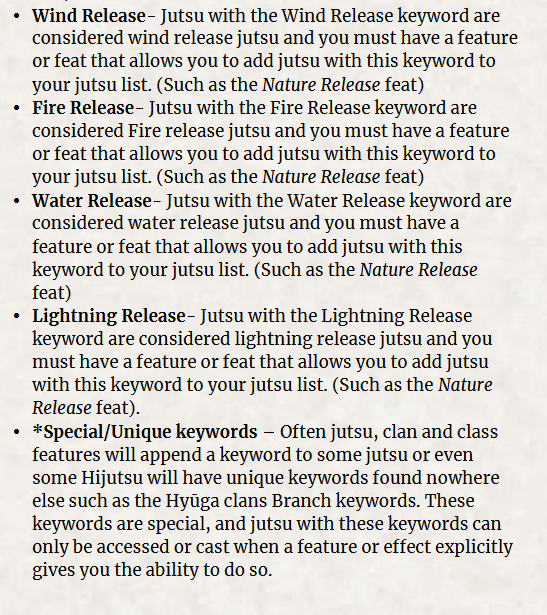 • Wind Release- Jutsu with the Wind Release keyword are
considered wind release jutsu and you must have a feature
or feat that allows you to add jutsu with this keyword to
your jutsu list. (Such as the Nature Release feat)
• Fire Release- Jutsu with the Fire Release keyword are
considered Fire release jutsu and you must have a feature
or feat that allows you to add jutsu with this keyword to
your jutsu list. (Such as the Nature Release feat)
• Water Release- Jutsu with the Water Release keyword are
considered water release jutsu and you must have a
feature or feat that allows you to add jutsu with this
keyword to your jutsu list. (Such as the Nature Release
feat)
• Lightning Release- Jutsu with the Lightning Release
keyword are considered lightning release jutsu and you
must have a feature or feat that allows you to add jutsu
with this keyword to your jutsu list. (Such as the Nature
Release feat).
• *Special/Unique keywords – Often jutsu, clan and class
features will append a keyword to some jutsu or even
some Hijutsu will have unique keywords found nowhere
else such as the Hyūga clans Branch keywords. These
keywords are special, and jutsu with these keywords can
only be accessed or cast when a feature or effect explicitly
gives you the ability to do so.